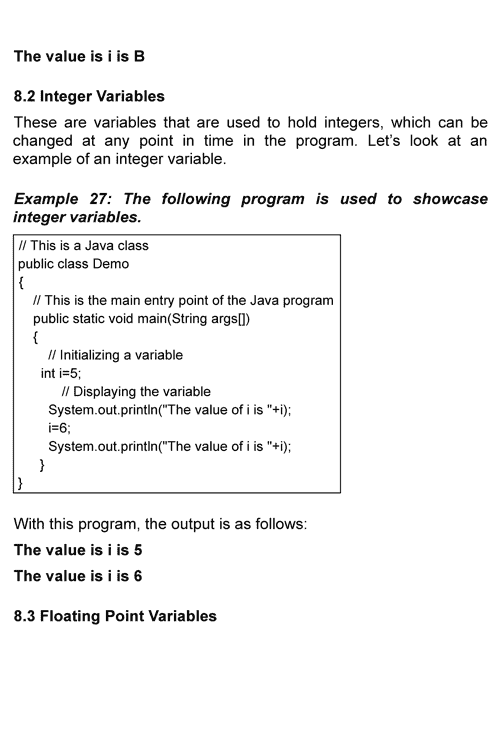 The value is i is B
8.2 Integer Variables
These are variables that are used to hold integers, which can be
changed at any point in time in the program. Let's look at an
example of an integer variable.
Example 27: The following program is used to showcase
integer variables.
// This is a Java class
public class Demo
{
// This is the main entry point of the Java program
public static void main(String args[])
{
// Initializing a variable
int i=5;
// Displaying the variable
System.out.println("The value of i is "+i);
i=6;
System.out.println("The value of i is "+i);
}
}
With this program, the output is as follows:
The value is i is 5
The value is i is 6
8.3 Floating Point Variables